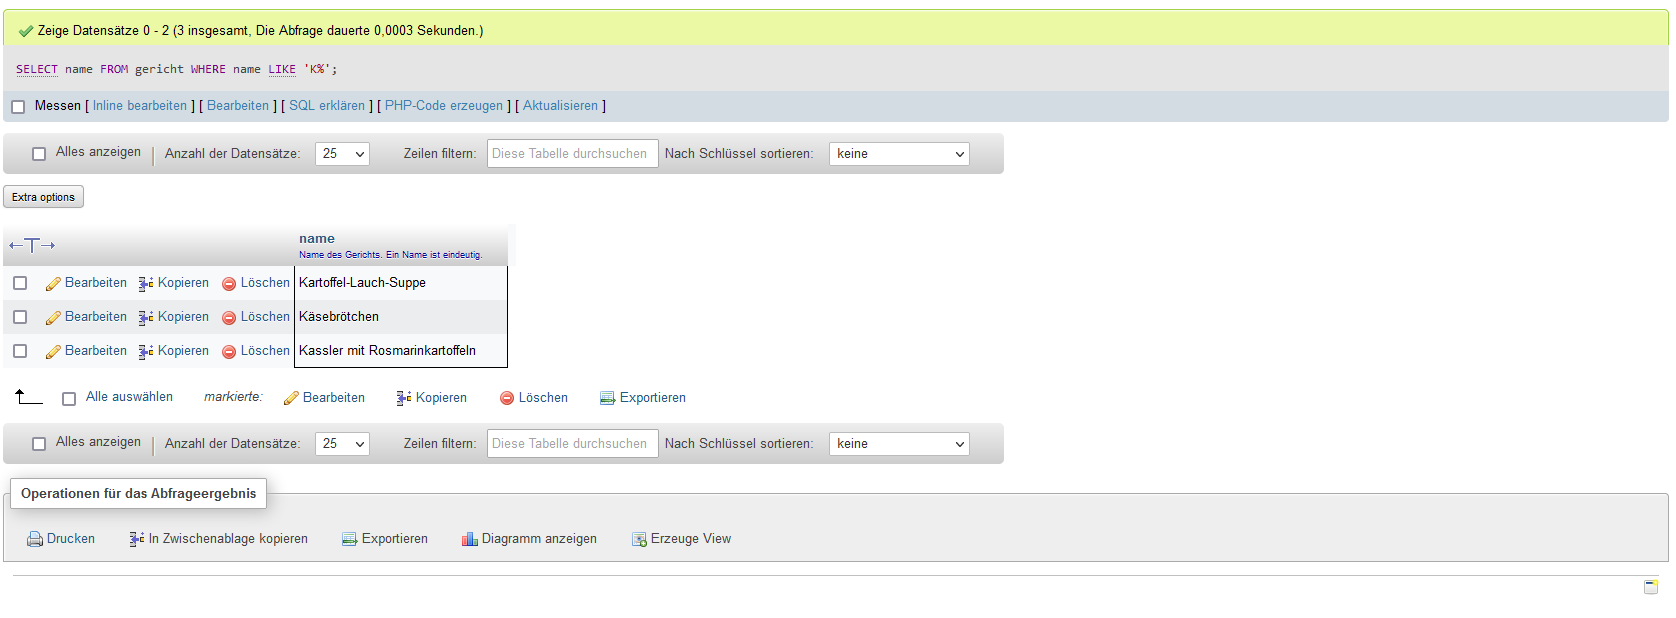 Zeige Datensätze 0 - 2 (3 insgesamt, Die Abfrage dauerte 0,0003 Sekunden.)
SELECT name FROM gericht WHERE name LIKE 'K%';
Messen [ Inline bearbeiten ] [ Bearbeiten ] [ SQL erklären ] [ PHP-Code erzeugen ] [ Aktualisieren ]
Alles anzeigen Anzahl der Datensätze: 25 Zeilen filtern: Diese Tabelle durchsuchen Nach Schlüssel sortieren: keine
Extra options
←T→ name
Name des Gerichts. Ein Name ist eindeutig.
Bearbeiten Kopieren Löschen Kartoffel-Lauch-Suppe
Bearbeiten Kopieren Löschen Käsebrötchen
Bearbeiten Kopieren Löschen Kassler mit Rosmarinkartoffeln
Alle auswählen markierte: Bearbeiten Kopieren Löschen Exportieren
Alles anzeigen Anzahl der Datensätze: 25 Zeilen filtern: Diese Tabelle durchsuchen Nach Schlüssel sortieren: keine
Operationen für das Abfrageergebnis
Drucken In Zwischenablage kopieren Exportieren Diagramm anzeigen Erzeuge View